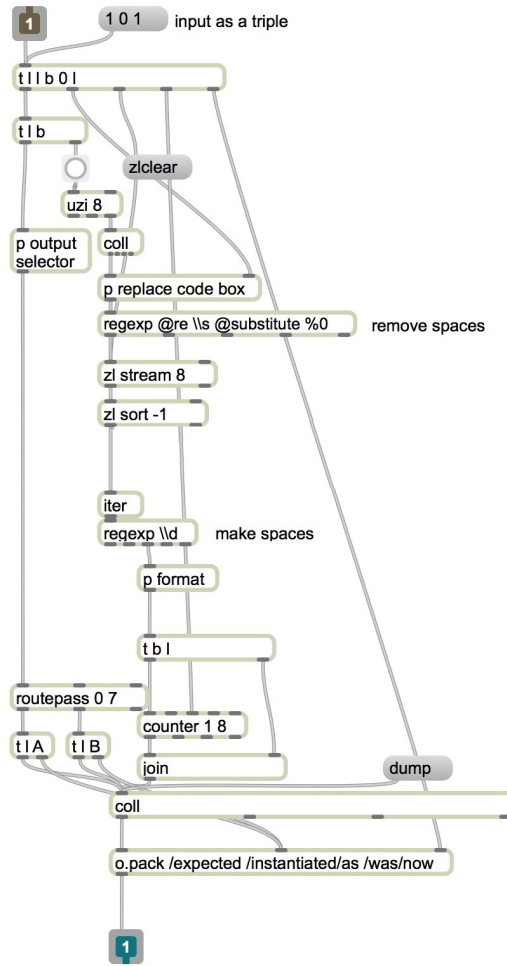 1
1 0 1 input as a triple
t l l b 0 l
t l b
zlclear
uzi 8
p output
selector
coll
p replace code box
regexp @re \\s @substitute %0 remove spaces
zl stream 8
zl sort -1
iter
regexp \\d make spaces
p format
t b l
routepass 0 7
counter 1 8
t l A t l B
join
dump
coll
o.pack /expected /instantiated/as /was/now
1